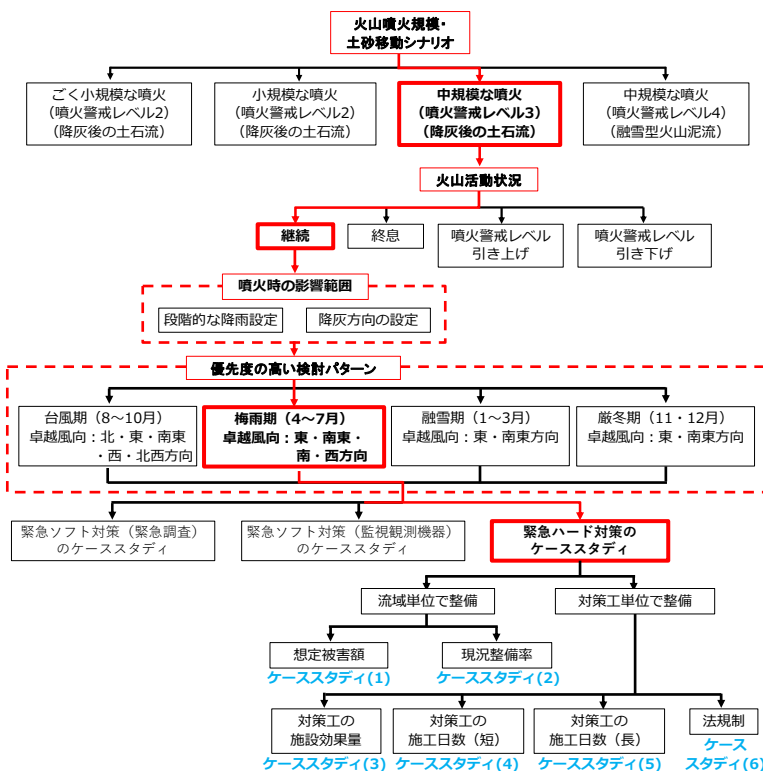 火山噴火規模・
土砂移動シナリオ
ごく小規模な噴火
(噴火警戒レベル2)
(降灰後の土石流)
小規模な噴火
(噴火警戒レベル2)
(降灰後の土石流)
中規模な噴火
(噴火警戒レベル3)
(降灰後の土石流)
中規模な噴火
(噴火警戒レベル4)
(融雪型火山泥流)
火山活動状況
継続
終息
噴火警戒レベル
引き上げ
噴火警戒レベル
引き下げ
噴火時の影響範囲
段階的な降雨設定
降灰方向の設定
優先度の高い検討パターン
台風期（8～10月）
卓越風向：北・東・南東
・西・北西方向
梅雨期（4～7月）
卓越風向：東・南東・
南・西方向
融雪期（1～3月）
卓越風向：東・南東方向
厳冬期（11・12月）
卓越風向：東・南東方向
緊急ソフト対策（緊急調査）
のケーススタディ
緊急ソフト対策（監視観測機器）
のケーススタディ
緊急ハード対策の
ケーススタディ
流域単位で整備
対策工単位で整備
想定被害額
ケーススタディ(1)
現況整備率
ケーススタディ(2)
対策工の
施設効果量
ケーススタディ(3)
対策工の
施工日数（短）
ケーススタディ(4)
対策工の
施工日数（長）
ケーススタディ(5)
法規制
ケース
スタディ(6)